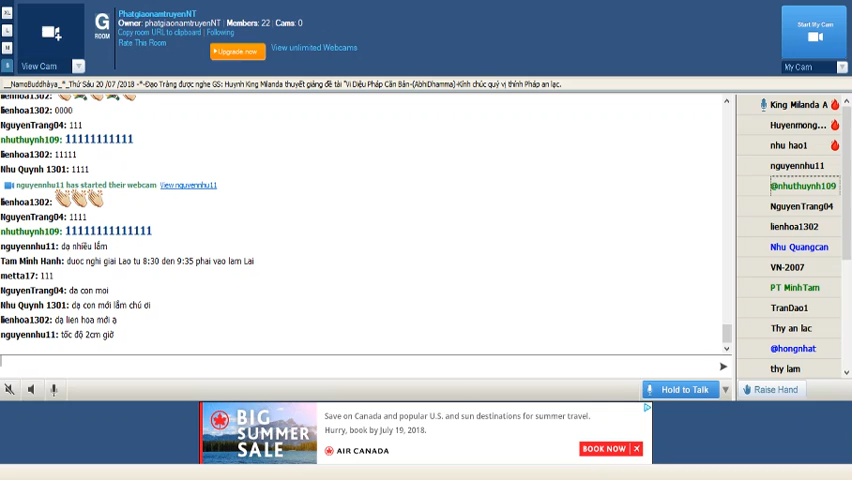 XL
L
M
S
View Cam
G
ROOM
PhatgiaonamtruyenNT
Owner: phatgiaonamtruyenNT | Members: 22 | Cams: 0
Copy room URL to clipboard | Following
Rate This Room
Upgrade now
View unlimited Webcams
Start My Cam
My Cam
__NamoBuddhàya_*_Thứ Sáu 20 /07 /2018 -*-Đạo Tràng được nghe GS: Huynh King Milanda thuyết giảng đề tài "Vi Diệu Pháp Căn Bản-(AbhiDhamma)-Kính chúc quý vị thính Pháp an lạc.
lienhoa1302:
lienhoa1302: 0000
NguyenTrang04: 111
nhuthuynh109: 11111111111
lienhoa1302: 11111
Nhu Quynh 1301: 1111
nguyennhu11 has started their webcam View nguyennhu11
lienhoa1302:
NguyenTrang04: 1111
nhuthuynh109: 11111111111111
nguyennhu11: dạ nhiều lắm
Tam Minh Hanh: duoc nghi giai Lao tu 8:30 den 9:35 phai vao lam Lai
metta17: 111
NguyenTrang04: da con moi
Nhu Quynh 1301: dạ con mới lắm chú ơi
lienhoa1302: dạ lien hoa mới ạ
nguyennhu11: tốc độ 2cm giờ
King Milanda A
Huyenmong...
nhu hao1
nguyennhu11
@nhuthuynh109
NguyenTrang04
lienhoa1302
Nhu Quangcan
VN-2007
PT MinhTam
TranDao1
Thy an lac
@hongnhat
thy lam
Hold to Talk
Raise Hand
BIG
SUMMER
SALE
Save on Canada and popular U.S. and sun destinations for summer travel.
Hurry, book by July 19, 2018.
AIR CANADA
BOOK NOW